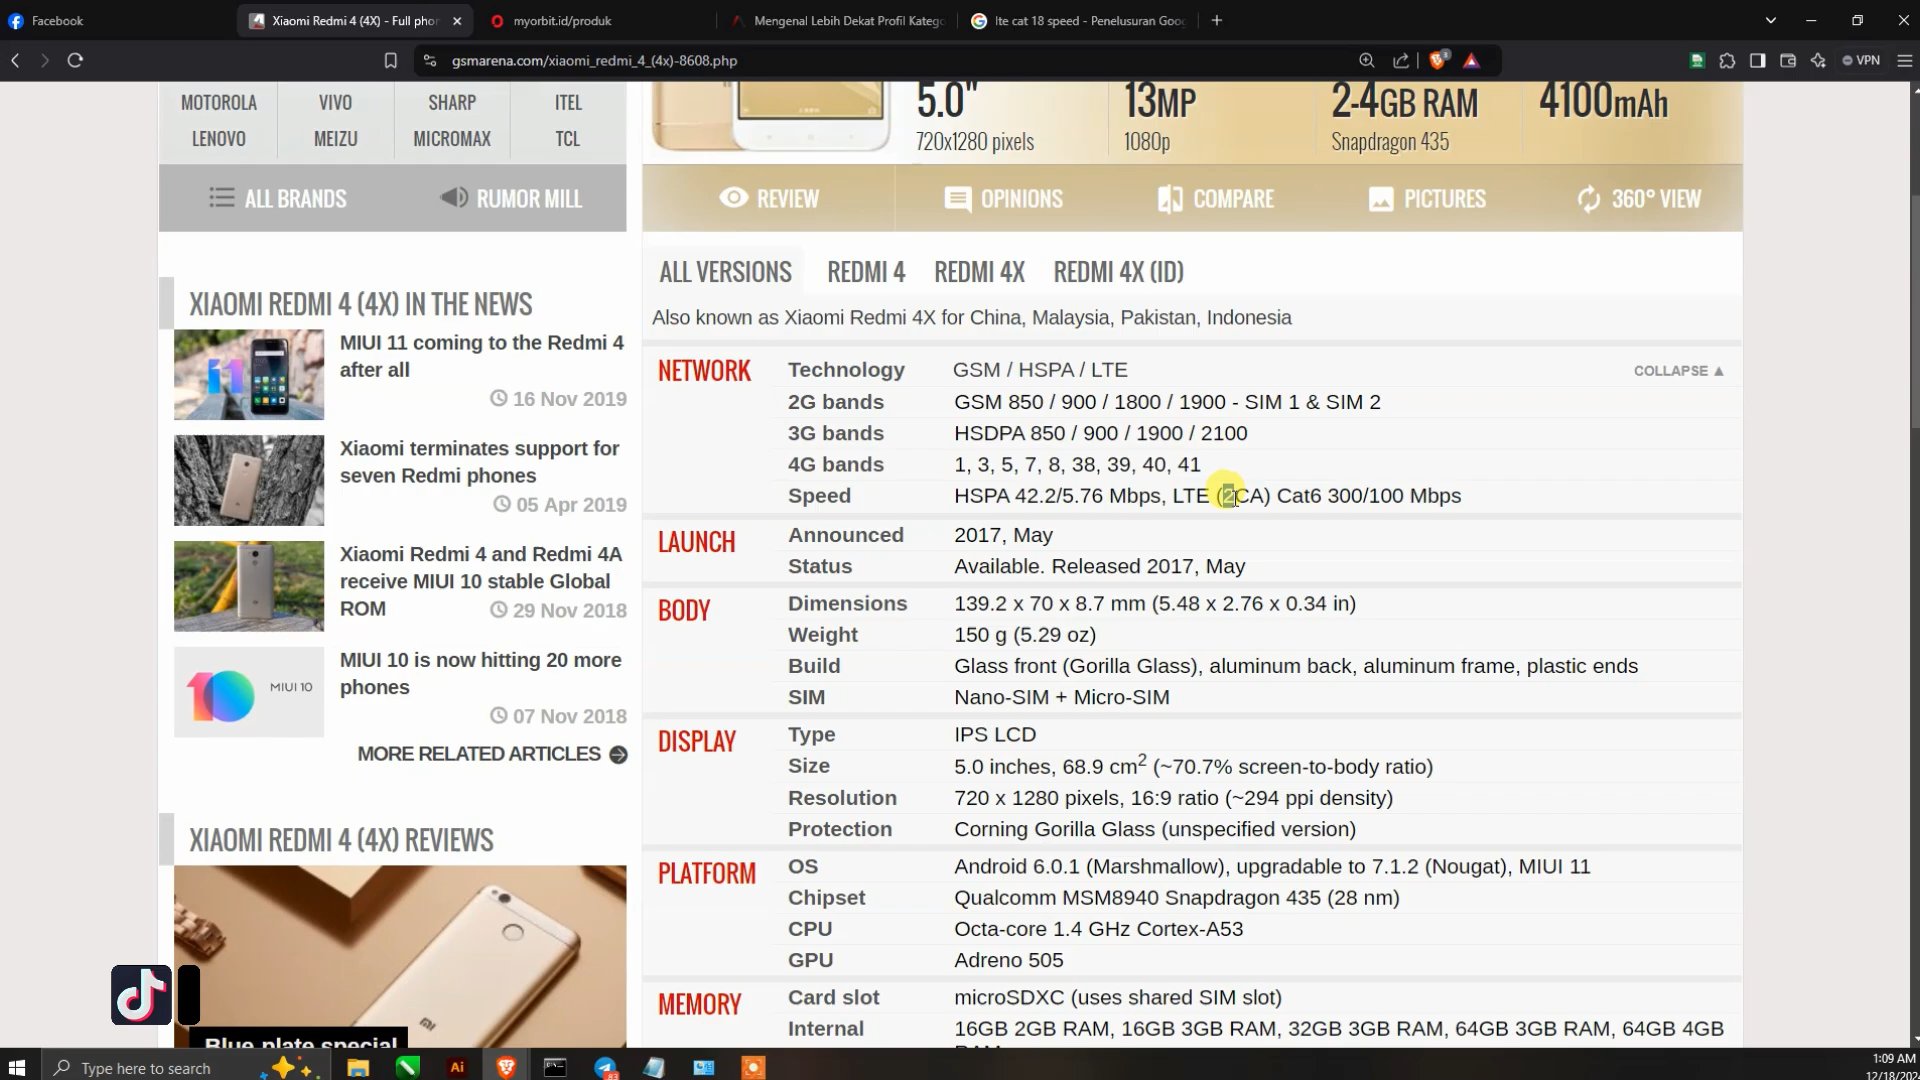 Facebook
Xiaomi Redmi 4 (4X) - Full phon
myorbit.id/produk
Mengenal Lebih Dekat Profil Katego
lte cat 18 speed - Penelusuran Goog
gsmarena.com/xiaomi_redmi_4_(4x)-8608.php
VPN
MOTOROLA VIVO SHARP ITEL
LENOVO MEIZU MICROMAX TCL
ALL BRANDS RUMOR MILL
5.0" 13MP 2-4GB RAM 4100mAh
720x1280 pixels 1080p Snapdragon 435
REVIEW OPINIONS COMPARE PICTURES 360° VIEW
XIAOMI REDMI 4 (4X) IN THE NEWS
MIUI 11 coming to the Redmi 4
after all
16 Nov 2019
Xiaomi terminates support for
seven Redmi phones
05 Apr 2019
Xiaomi Redmi 4 and Redmi 4A
receive MIUI 10 stable Global
ROM 29 Nov 2018
MIUI 10
MIUI 10 is now hitting 20 more
phones
07 Nov 2018
MORE RELATED ARTICLES
XIAOMI REDMI 4 (4X) REVIEWS
Blue plate special
ALL VERSIONS REDMI 4 REDMI 4X REDMI 4X (ID)
Also known as Xiaomi Redmi 4X for China, Malaysia, Pakistan, Indonesia
NETWORK Technology GSM / HSPA / LTE COLLAPSE ▲
2G bands GSM 850 / 900 / 1800 / 1900 - SIM 1 & SIM 2
3G bands HSDPA 850 / 900 / 1900 / 2100
4G bands 1, 3, 5, 7, 8, 38, 39, 40, 41
Speed HSPA 42.2/5.76 Mbps, LTE (2CA) Cat6 300/100 Mbps
LAUNCH Announced 2017, May
Status Available. Released 2017, May
BODY Dimensions 139.2 x 70 x 8.7 mm (5.48 x 2.76 x 0.34 in)
Weight 150 g (5.29 oz)
Build Glass front (Gorilla Glass), aluminum back, aluminum frame, plastic ends
SIM Nano-SIM + Micro-SIM
DISPLAY Type IPS LCD
Size 5.0 inches, 68.9 cm2 (~70.7% screen-to-body ratio)
Resolution 720 x 1280 pixels, 16:9 ratio (~294 ppi density)
Protection Corning Gorilla Glass (unspecified version)
PLATFORM OS Android 6.0.1 (Marshmallow), upgradable to 7.1.2 (Nougat), MIUI 11
Chipset Qualcomm MSM8940 Snapdragon 435 (28 nm)
CPU Octa-core 1.4 GHz Cortex-A53
GPU Adreno 505
MEMORY Card slot microSDXC (uses shared SIM slot)
Internal 16GB 2GB RAM, 16GB 3GB RAM, 32GB 3GB RAM, 64GB 3GB RAM, 64GB 4GB
Type here to search
Ai
1:09 AM